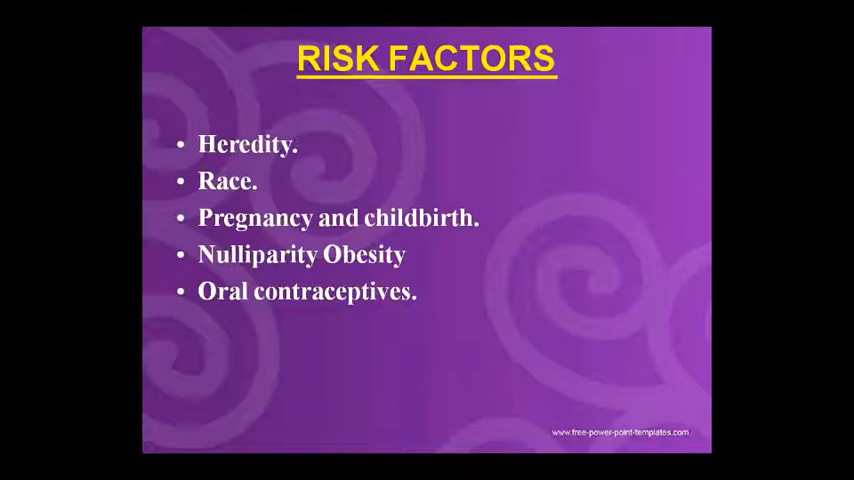 RISK FACTORS
• Heredity.
• Race.
• Pregnancy and childbirth.
• Nulliparity Obesity
• Oral contraceptives.
www.free-power-point-templates.com